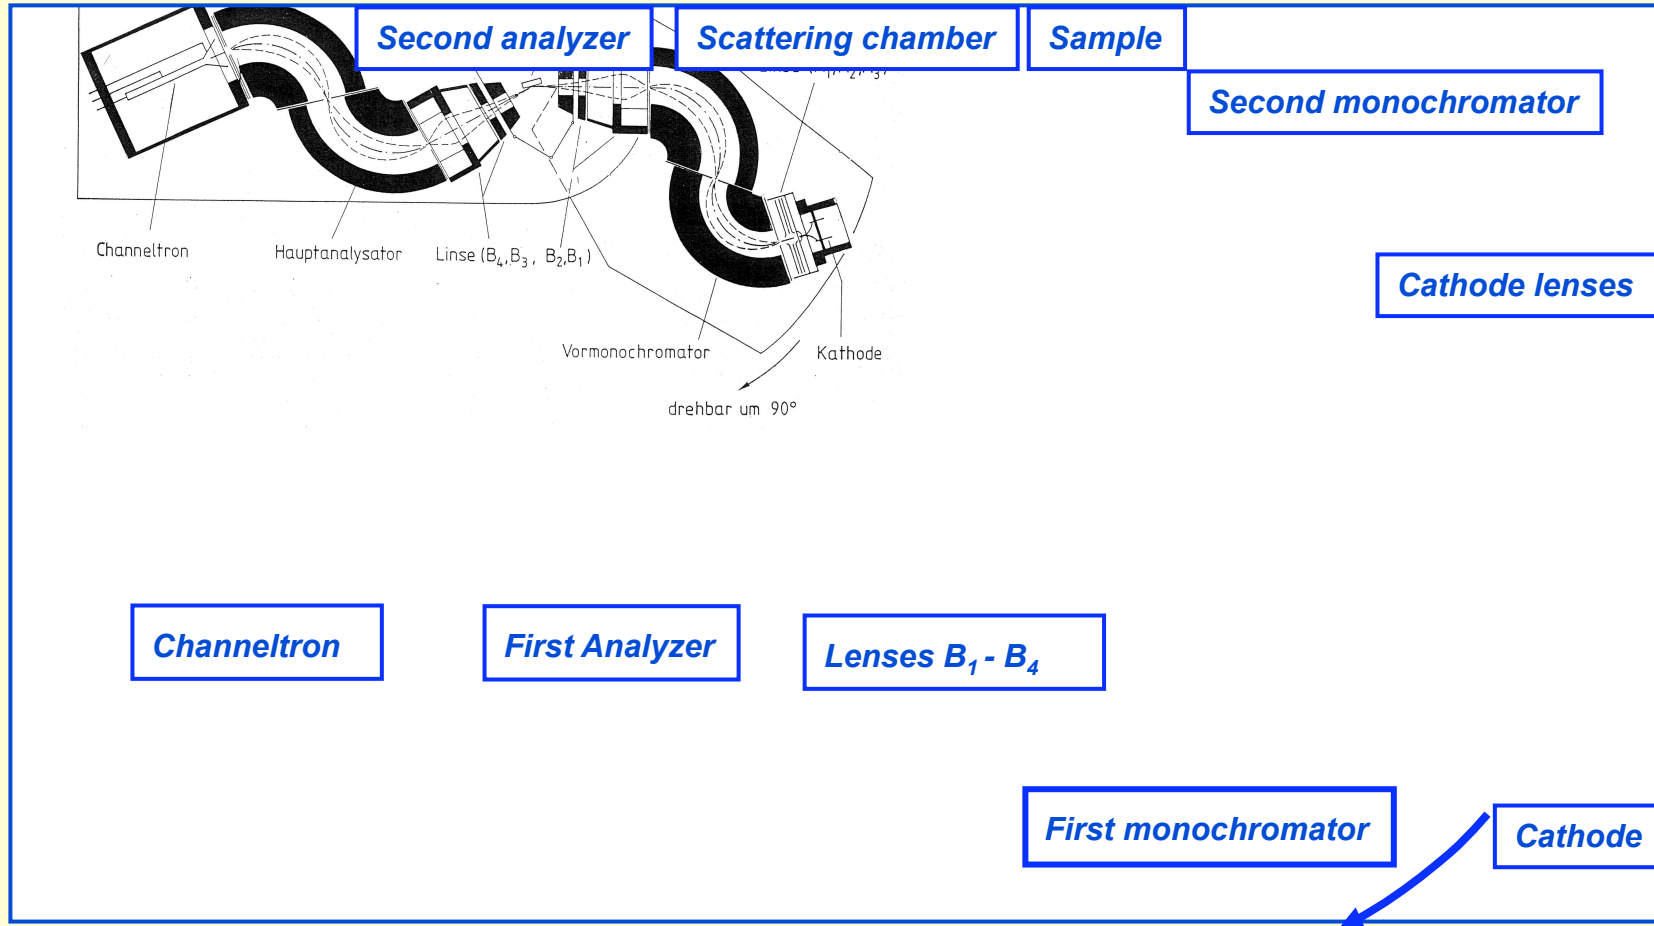 Second analyzer
Scattering chamber
Sample
Second monochromator
Channeltron
Hauptanalysator
Linse (B4,B3, B2,B1)
Cathode lenses
Vormonochromator
Kathode
drehbar um 90°
Channeltron
First Analyzer
Lenses B1 - B4
First monochromator
Cathode